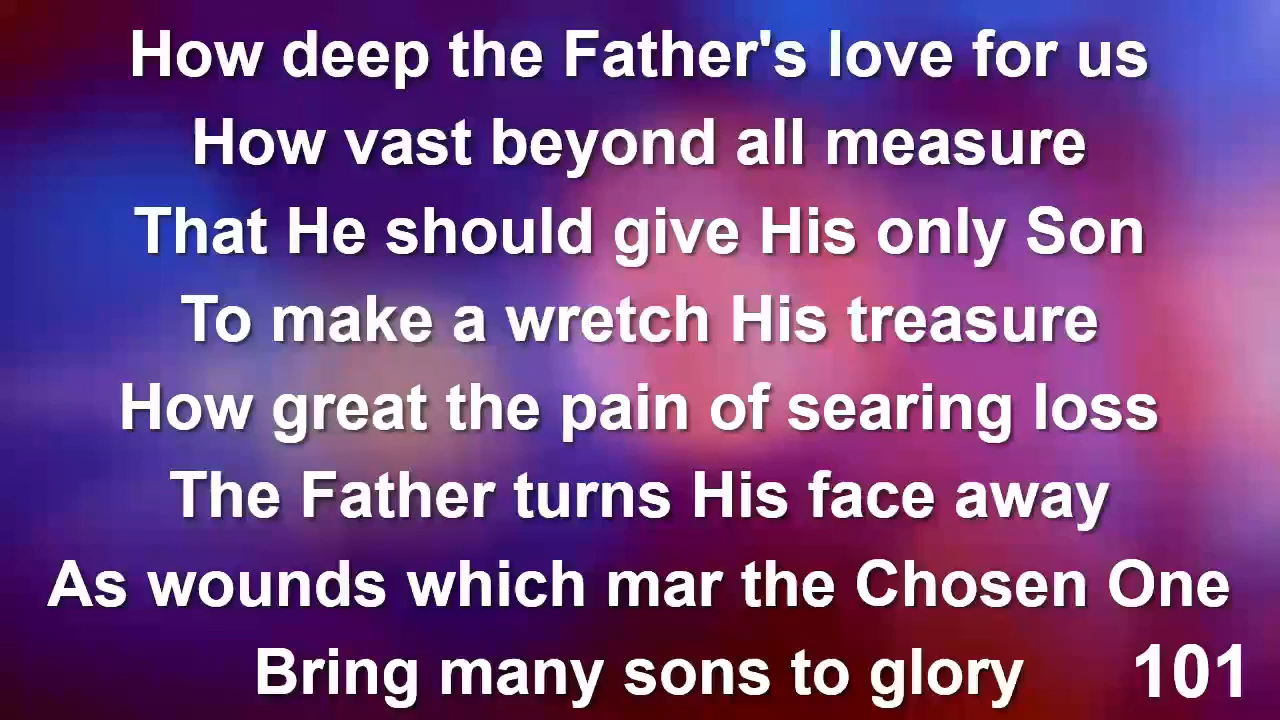 How deep the Father's love for us
How vast beyond all measure
That He should give His only Son
To make a wretch His treasure
How great the pain of searing loss
The Father turns His face away
As wounds which mar the Chosen One
Bring many sons to glory
101